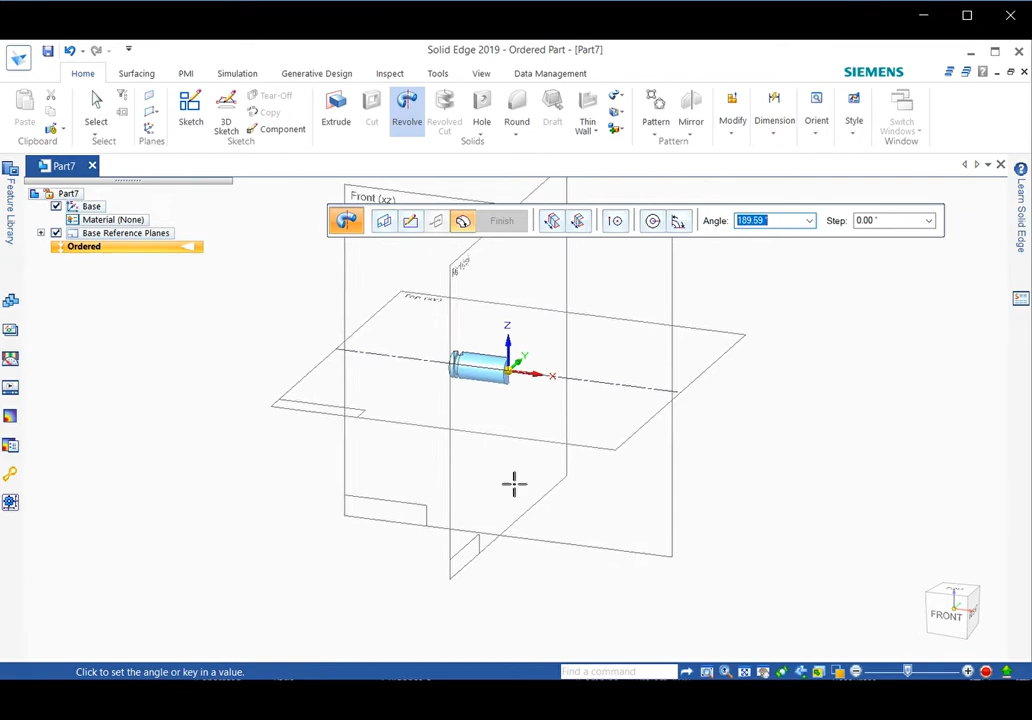 Solid Edge 2019 - Ordered Part - [Part7]
Home Surfacing PMI Simulation Generative Design Inspect Tools View Data Management SIEMENS
Paste
Clipboard
Select
Select
Planes
Sketch
3D
Sketch
Tear-Off
Copy
Component
Sketch
Extrude
Cut
Revolve
Revolved
Cut
Hole
Round
Draft
Thin
Wall
Solids
Pattern
Mirror
Pattern
Modify
Dimension
Orient
Style
Switch
Windows
Window
Part7
Feature Library
Part7
Base
Material (None)
Base Reference Planes
Ordered
Learn Solid Edge
Front (xz)
Finish
Angle: 189.59 °
Step: 0.00 °
Top (xy)
Z
Y
X
FRONT
Click to set the angle or key in a value.
Find a command